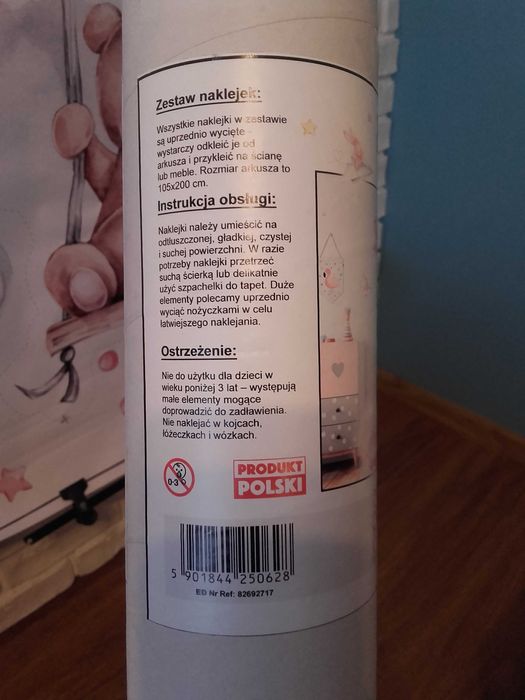 Zestaw naklejek:
Wszystkie naklejki w zestawie
są uprzednio wycięte -
wystarczy odkleić je od
arkusza i przykleić na ścianę
lub meble. Rozmiar arkusza to
105x200 cm.
Instrukcja obsługi:
Naklejki należy umieścić na
odtłuszczonej, gładkiej, czystej
i suchej powierzchni. W razie
potrzeby naklejki przetrzeć
suchą ścierką lub delikatnie
użyć szpachelki do tapet. Duże
elementy polecamy uprzednio
wyciąć nożyczkami w celu
łatwiejszego naklejania.
Ostrzeżenie:
Nie do użytku dla dzieci w
wieku poniżej 3 lat – występują
małe elementy mogące
doprowadzić do zadławienia.
Nie naklejać w kojcach,
łóżeczkach i wózkach.
0-3
PRODUKT
POLSKI
5 901844 250628
ED Nr Ref: 82692717